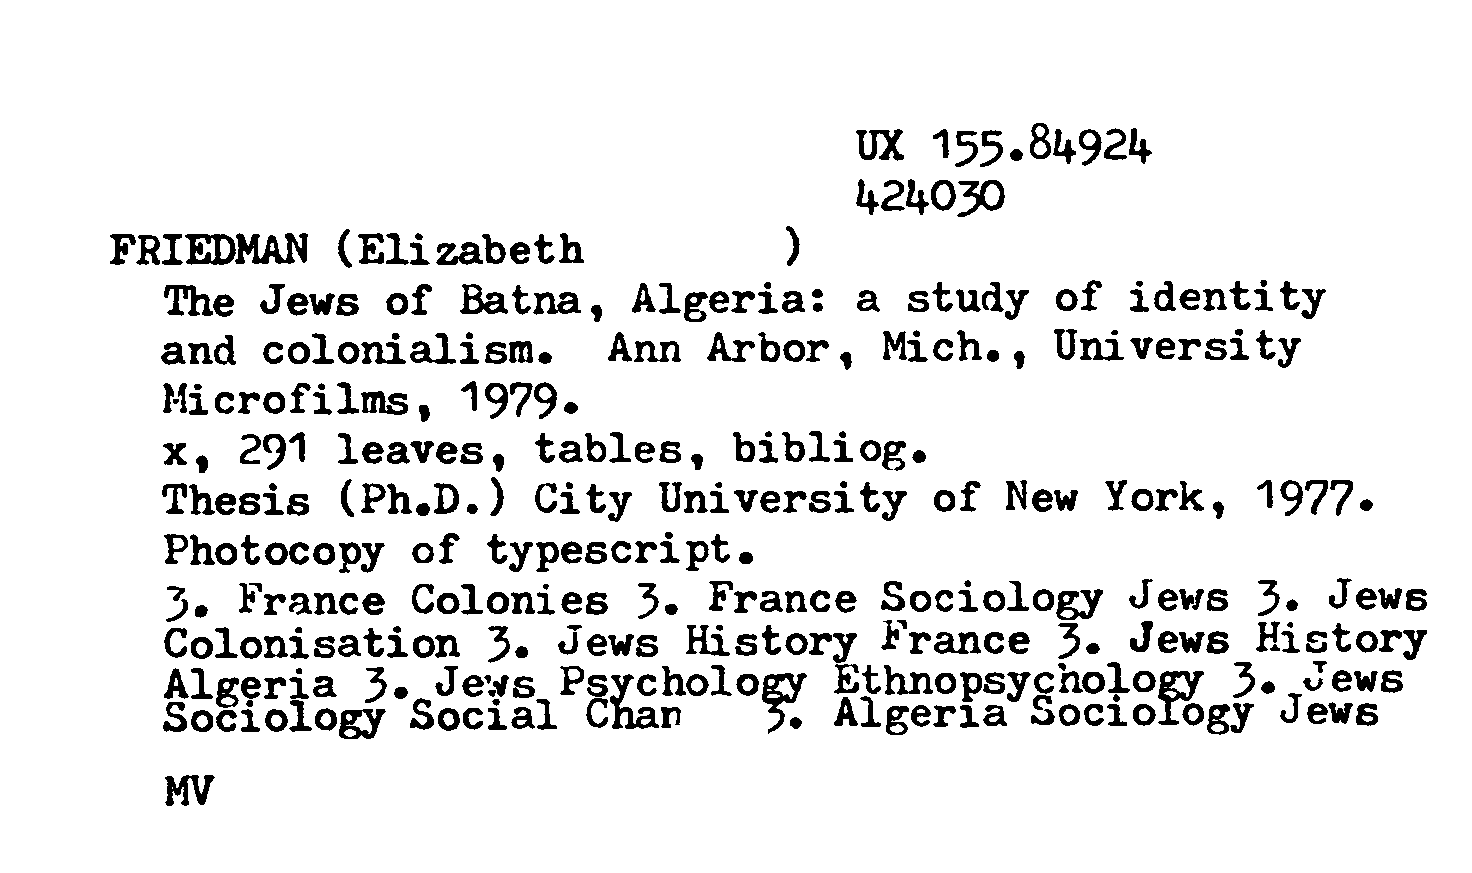 UX 155.84924
424030
FRIEDMAN (Elizabeth )
The Jews of Batna, Algeria: a study of identity
and colonialism. Ann Arbor, Mich., University
Microfilms, 1979.
x, 291 leaves, tables, bibliog.
Thesis (Ph.D.) City University of New York, 1977.
Photocopy of typescript.
3. France Colonies 3. France Sociology Jews 3. Jews
Colonisation 3. Jews History France 3. Jews History
Algeria 3. Jews Psychology Ethnopsychology 3. Jews
Sociology Social Chan 3. Algeria Sociology Jews
MV